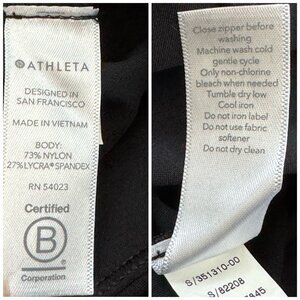 ATHLETA
DESIGNED IN
SAN FRANCISCO
MADE IN VIETNAM
BODY:
73% NYLON
27% LYCRA® SPANDEX
RN 54023
Certified
B
Corporation
Close zipper before
washing
Machine wash cold
gentle cycle
Only non-chlorine
bleach when needed
Tumble dry low
Cool iron
Do not iron label
Do not use fabric
softener
Do not dry clean
S/351310-00
S/82208